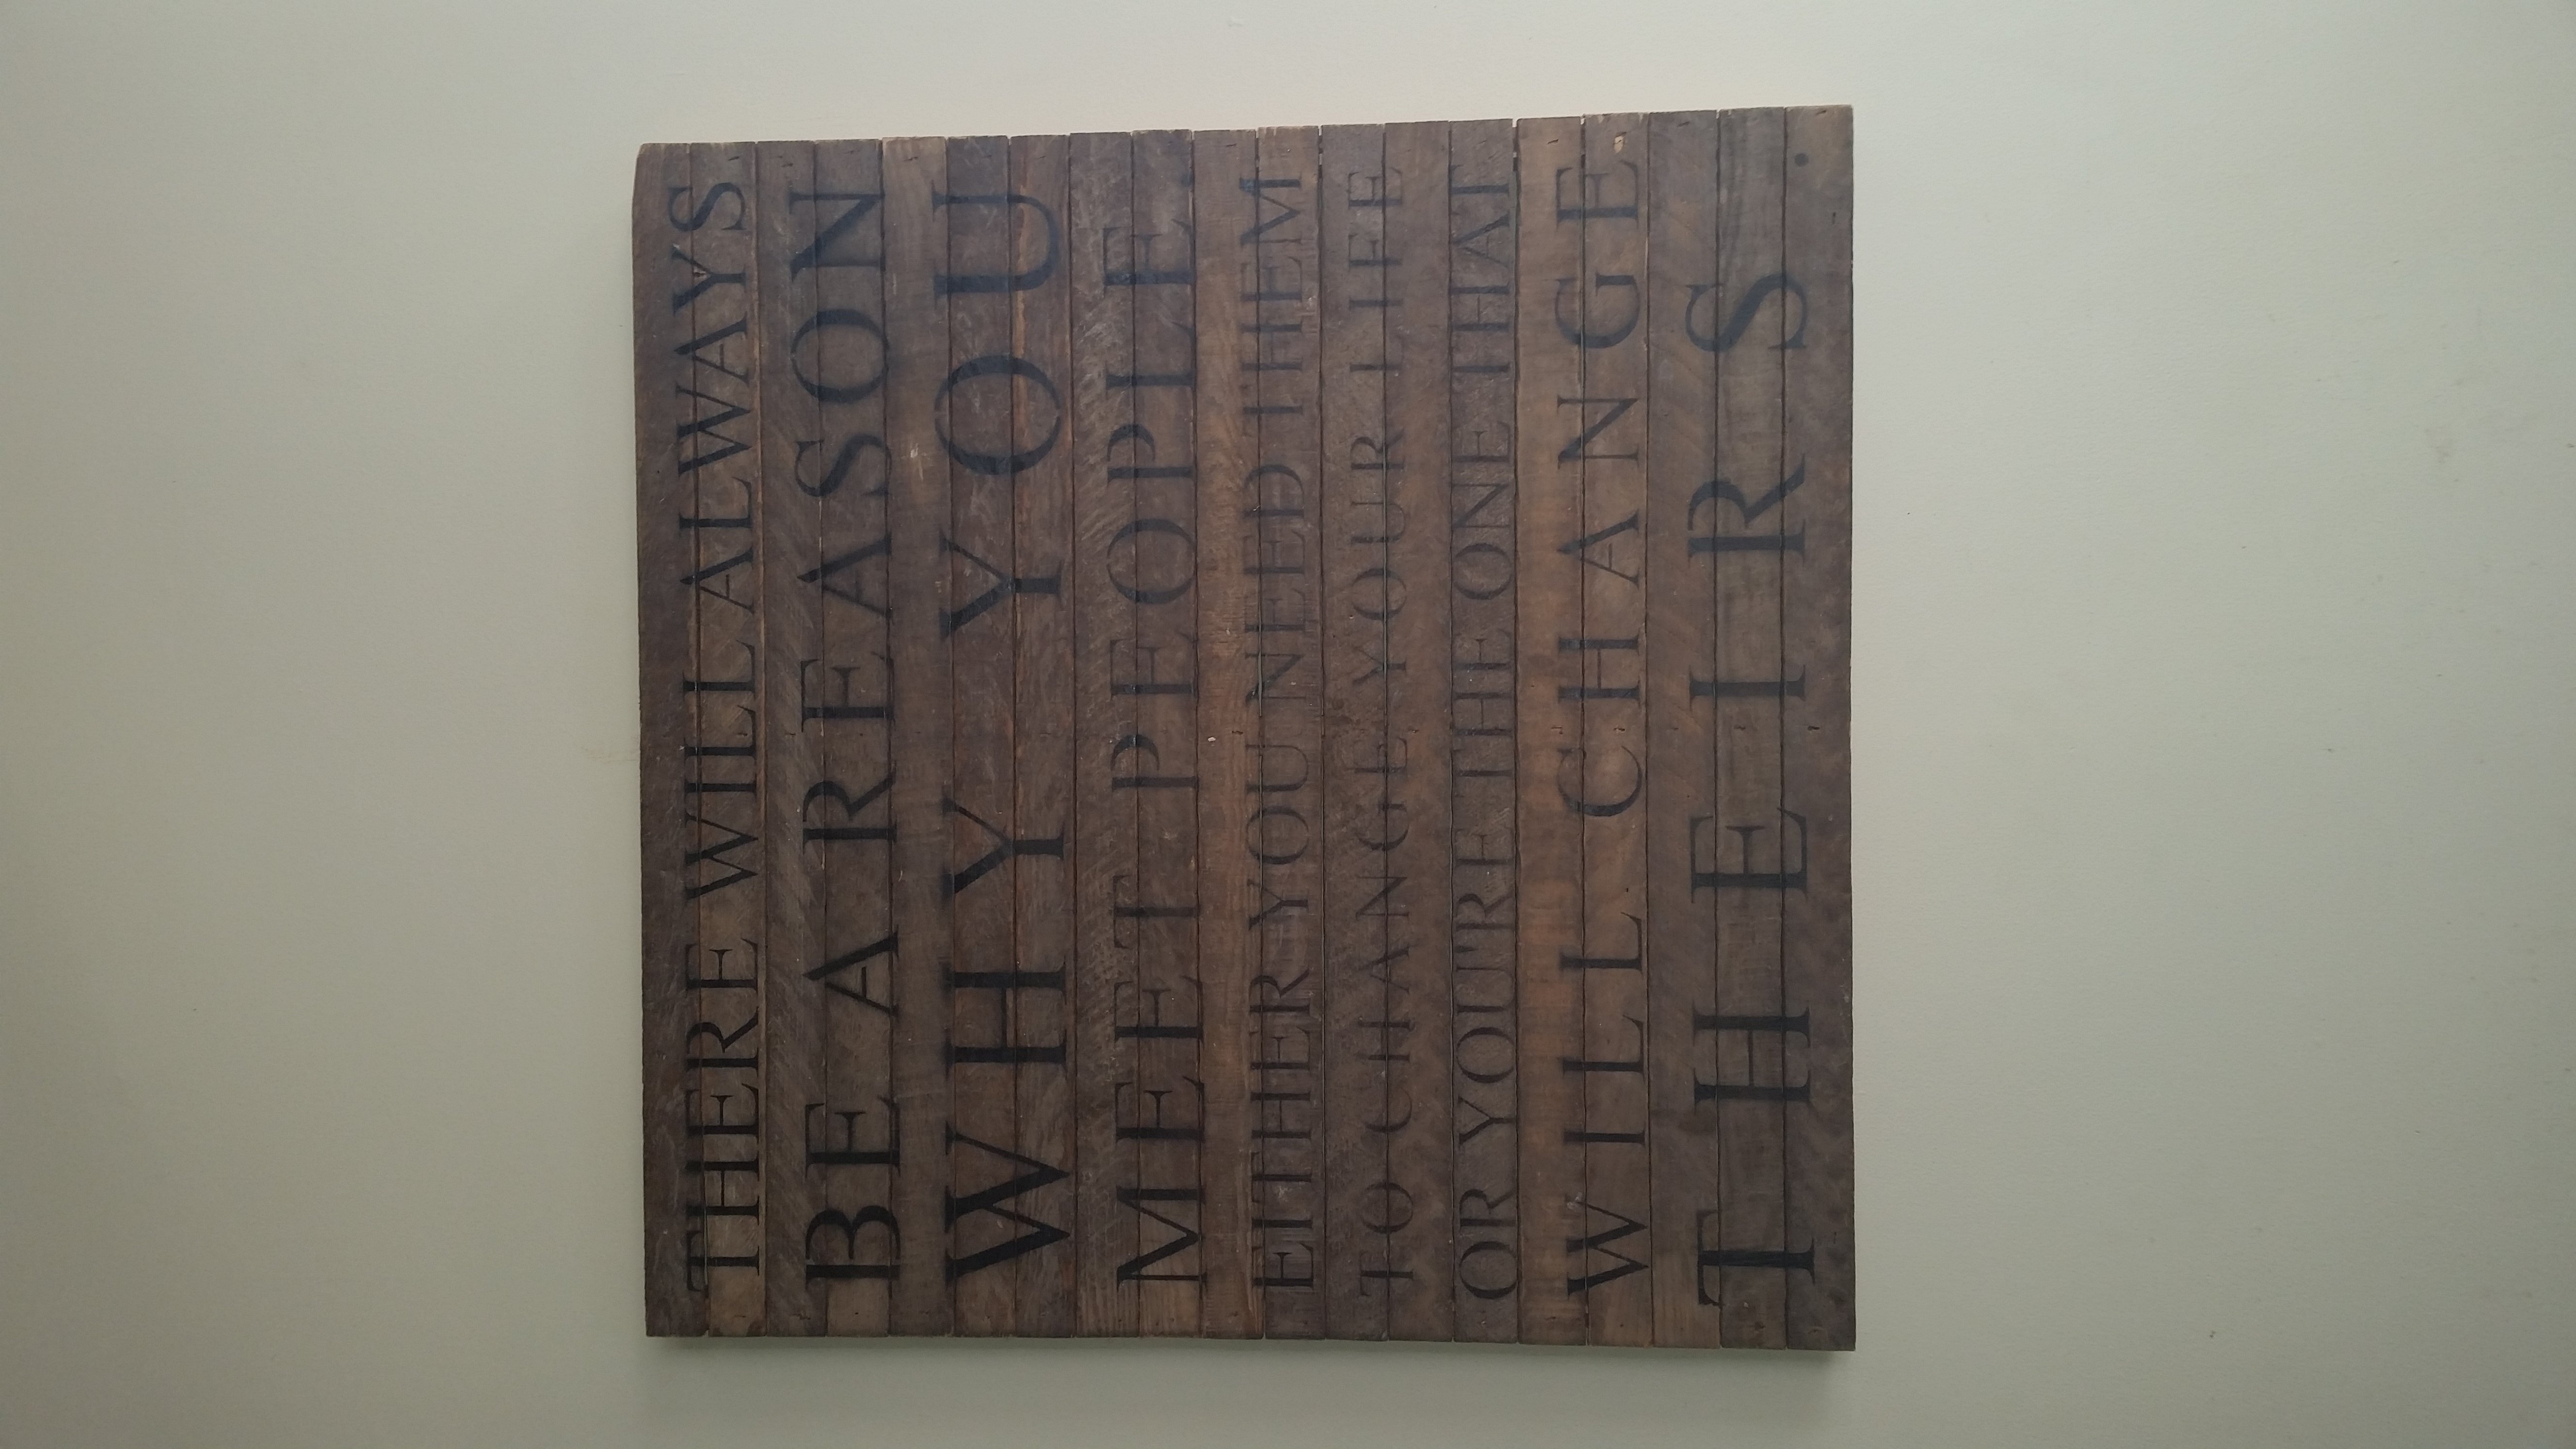 THERE WILL ALWAYS
BE A REASON
WHY YOU
MEET PEOPLE.
EITHER YOU NEED THEM
TO CHANGE YOUR LIFE
OR YOU'RE THE ONE THAT
WILL CHANGE
THEIRS.